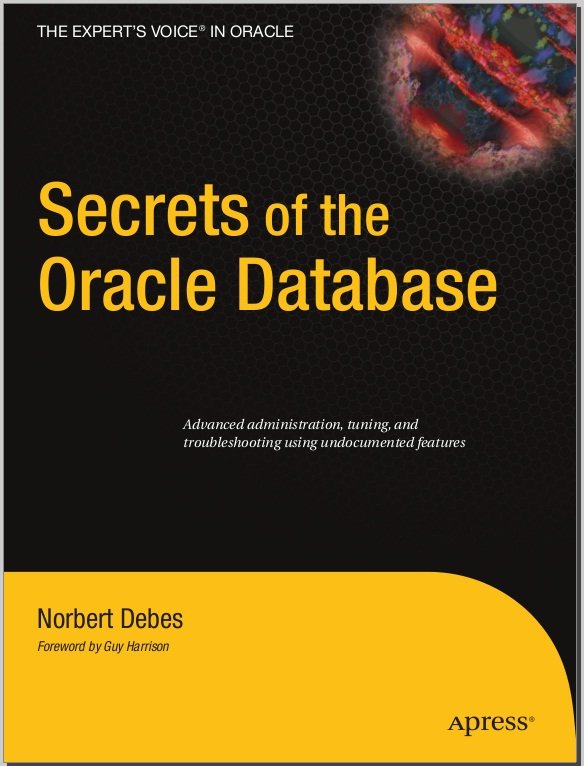 THE EXPERT'S VOICE® IN ORACLE
Secrets of the
Oracle Database
Advanced administration, tuning, and
troubleshooting using undocumented features
Norbert Debes
Foreword by Guy Harrison
Apress®